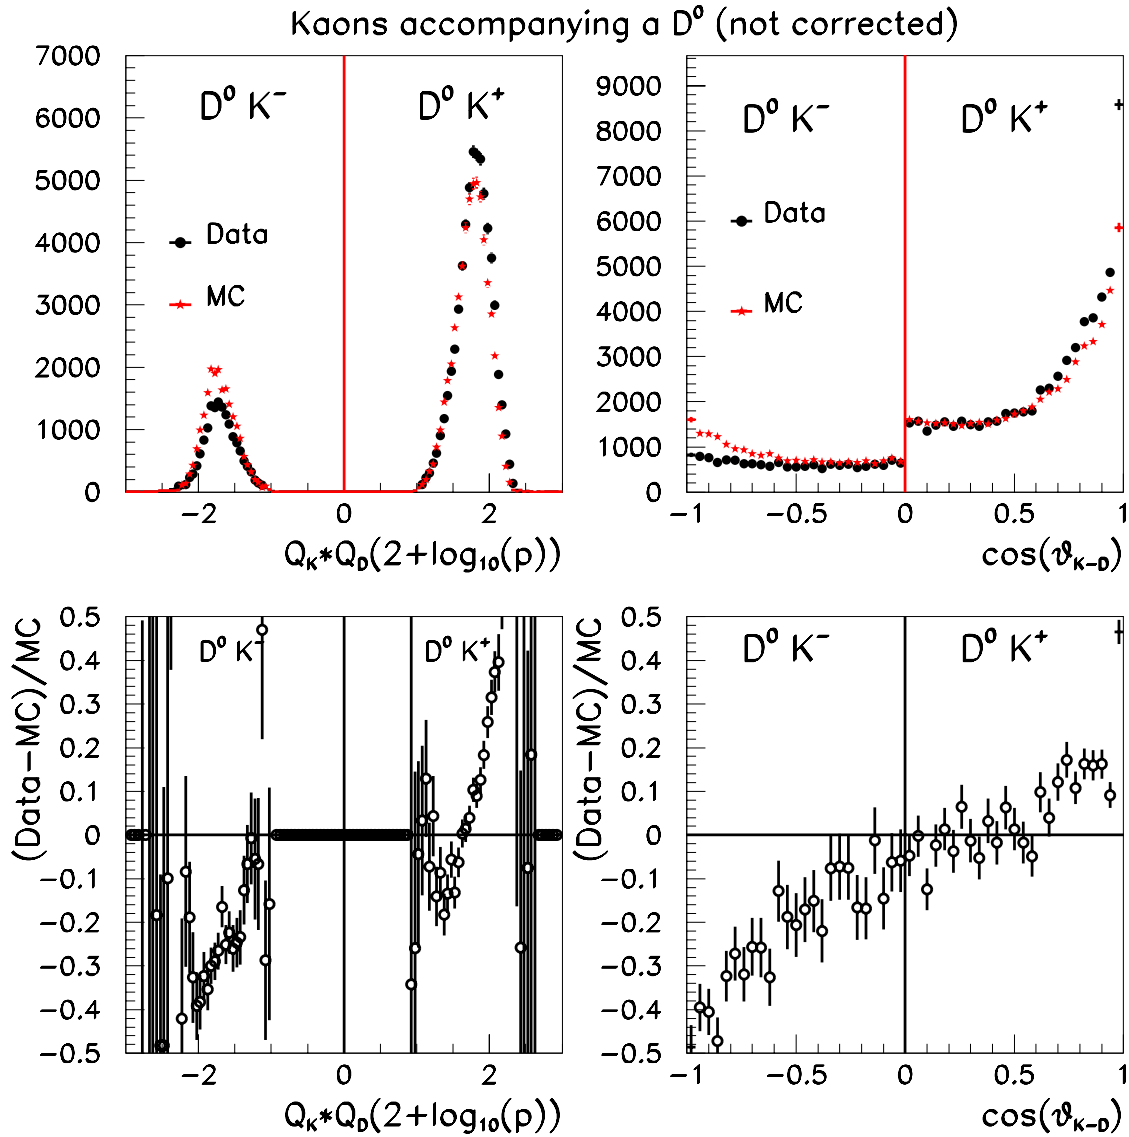 Kaons accompanying a D⁰ (not corrected)
7000
6000
5000
4000
3000
2000
1000
0
D⁰ K⁻
D⁰ K⁺
Data
MC
−2
0
2
Q_K*Q_D(2+log₁₀(p))
9000
8000
7000
6000
5000
4000
3000
2000
1000
0
D⁰ K⁻
D⁰ K⁺
Data
MC
−1
−0.5
0
0.5
1
cos(ϑ_K−D)
(Data−MC)/MC
0.5
0.4
0.3
0.2
0.1
0
−0.1
−0.2
−0.3
−0.4
−0.5
D⁰ K⁻
D⁰ K⁺
−2
0
2
Q_K*Q_D(2+log₁₀(p))
(Data−MC)/MC
0.5
0.4
0.3
0.2
0.1
0
−0.1
−0.2
−0.3
−0.4
−0.5
D⁰ K⁻
D⁰ K⁺
−1
−0.5
0
0.5
1
cos(ϑ_K−D)